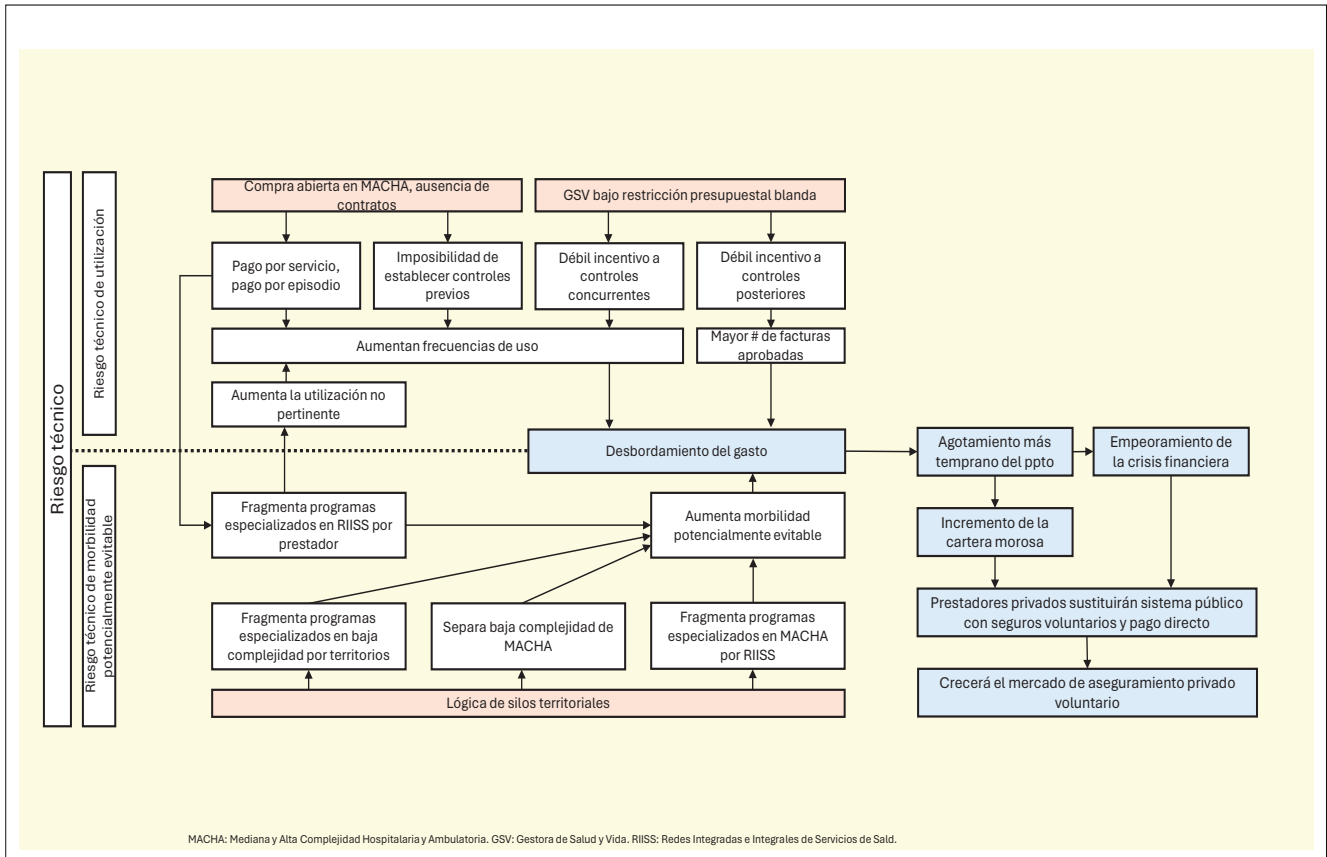 Riesgo técnico
Riesgo técnico de utilización
Riesgo técnico de morbilidad
potencialmente evitable
Compra abierta en MACHA, ausencia de
contratos
GSV bajo restricción presupuestal blanda
Pago por servicio,
pago por episodio
Imposibilidad de
establecer controles
previos
Débil incentivo a
controles
concurrentes
Débil incentivo a
controles
posteriores
Aumentan frecuencias de uso
Mayor # de facturas
aprobadas
Aumenta la utilización no
pertinente
Desbordamiento del gasto
Agotamiento más
temprano del ppto
Empeoramiento de
la crisis financiera
Fragmenta programas
especializados en RIISS por
prestador
Aumenta morbilidad
potencialmente evitable
Incremento de la
cartera morosa
Fragmenta programas
especializados en baja
complejidad por territorios
Separa baja complejidad de
MACHA
Fragmenta programas
especializados en MACHA
por RIISS
Prestadores privados sustituirán sistema público
con seguros voluntarios y pago directo
Lógica de silos territoriales
Crecerá el mercado de aseguramiento privado
voluntario
MACHA: Mediana y Alta Complejidad Hospitalaria y Ambulatoria. GSV: Gestora de Salud y Vida. RIISS: Redes Integradas e Integrales de Servicios de Sald.